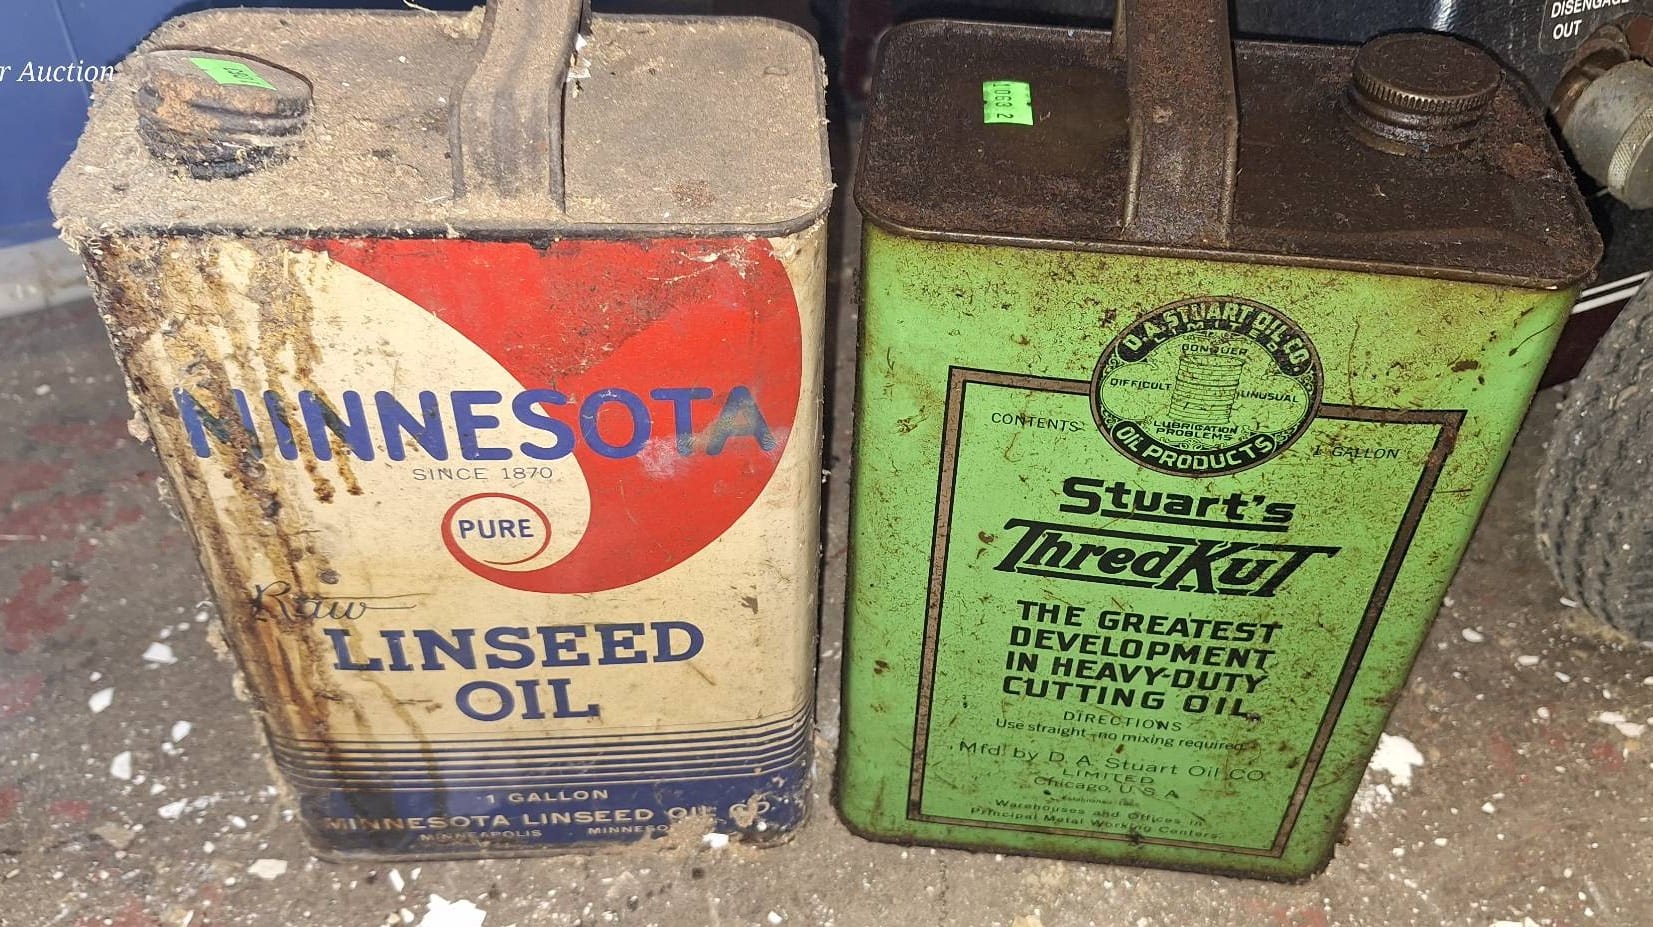 r Auction
DISENGAGE
OUT
1063 2
MINNESOTA
SINCE 1870
PURE
Raw
LINSEED
OIL
1 GALLON
MINNESOTA LINSEED OIL CO.
MINNEAPOLIS MINNESO
D. A. STUART OIL CO.
LIMITED
CONQUER
DIFFICULT UNUSUAL
LUBRICATION
PROBLEMS
OIL PRODUCTS
CONTENTS 1 GALLON
Stuart's
ThredKuT
THE GREATEST
DEVELOPMENT
IN HEAVY-DUTY
CUTTING OIL.
DIRECTIONS
Use straight-no mixing required
Mfd. by D. A. Stuart Oil CO.
LIMITED
Chicago, U.S.A.
Warehouses and Offices in
Principal Metal Working Centers